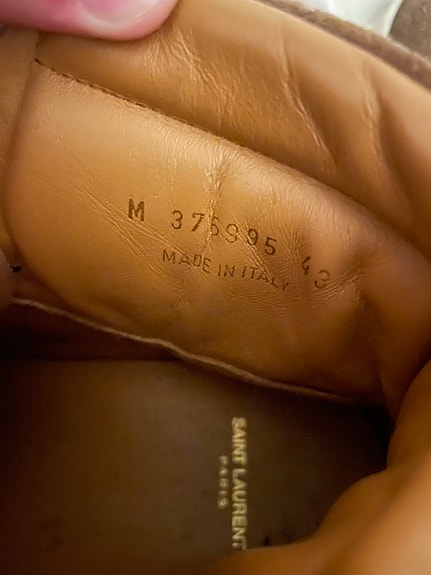 M 376995 43
MADE IN ITALY
SAINT LAURENT
PARIS